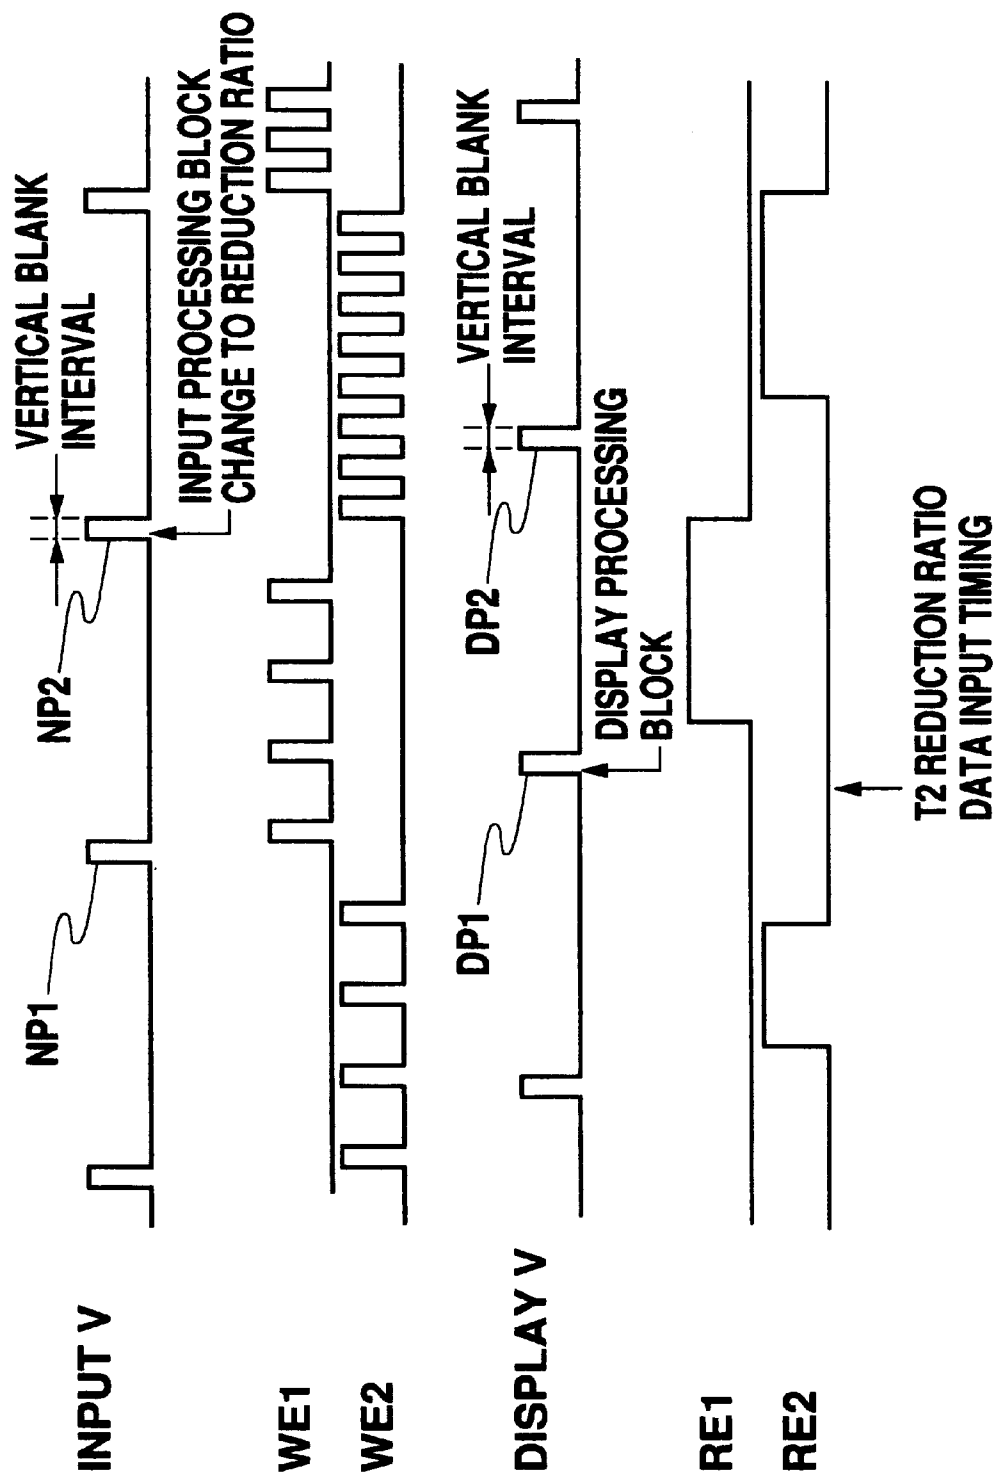 INPUT V
NP1
NP2
VERTICAL BLANK
INTERVAL
INPUT PROCESSING BLOCK
CHANGE TO REDUCTION RATIO
WE1
WE2
DISPLAY V
DP1
DP2
VERTICAL BLANK
INTERVAL
DISPLAY PROCESSING
BLOCK
RE1
RE2
T2 REDUCTION RATIO
DATA INPUT TIMING